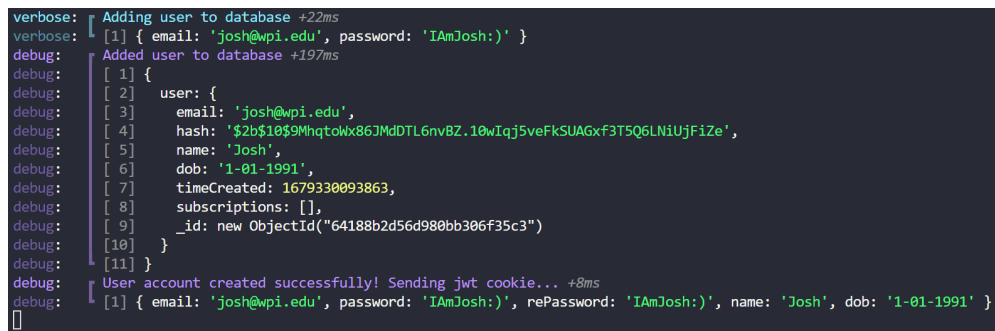 verbose: Adding user to database +22ms
verbose: [1] { email: 'josh@wpi.edu', password: 'IAmJosh:)' }
debug: Added user to database +197ms
debug: [ 1] {
debug: [ 2] user: {
debug: [ 3] email: 'josh@wpi.edu',
debug: [ 4] hash: '$2b$10$9MhqtoWx86JMdDTL6nvBZ.10wIqj5veFkSUAGxf3T5Q6LNiUjFiZe',
debug: [ 5] name: 'Josh',
debug: [ 6] dob: '1-01-1991',
debug: [ 7] timeCreated: 1679330093863,
debug: [ 8] subscriptions: [],
debug: [ 9] _id: new ObjectId("64188b2d56d980bb306f35c3")
debug: [10] }
debug: [11] }
debug: User account created successfully! Sending jwt cookie... +8ms
debug: [1] { email: 'josh@wpi.edu', password: 'IAmJosh:)', rePassword: 'IAmJosh:)', name: 'Josh', dob: '1-01-1991' }